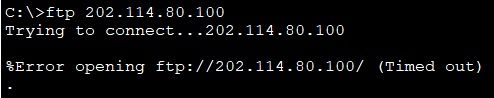 C:\>ftp 202.114.80.100
Trying to connect...202.114.80.100
%Error opening ftp://202.114.80.100/ (Timed out)
.